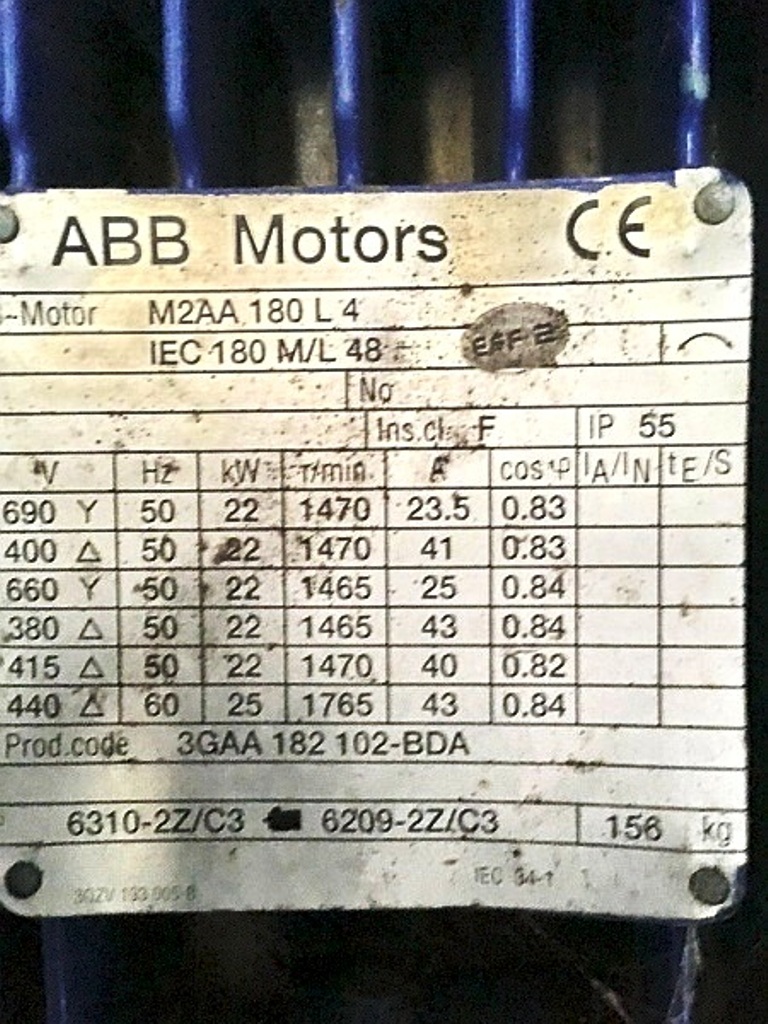 ABB Motors CE
-Motor M2AA 180 L 4
IEC 180 M/L 48 EFF 2
No
Ins.cl. F IP 55
V Hz kW r/min A cosφ IA/IN tE/S
690 Y 50 22 1470 23.5 0.83
400 Δ 50 22 1470 41 0.83
660 Y 50 22 1465 25 0.84
380 Δ 50 22 1465 43 0.84
415 Δ 50 22 1470 40 0.82
440 Δ 60 25 1765 43 0.84
Prod.code 3GAA 182 102-BDA
6310-2Z/C3 6209-2Z/C3 156 kg
IEC 34-1